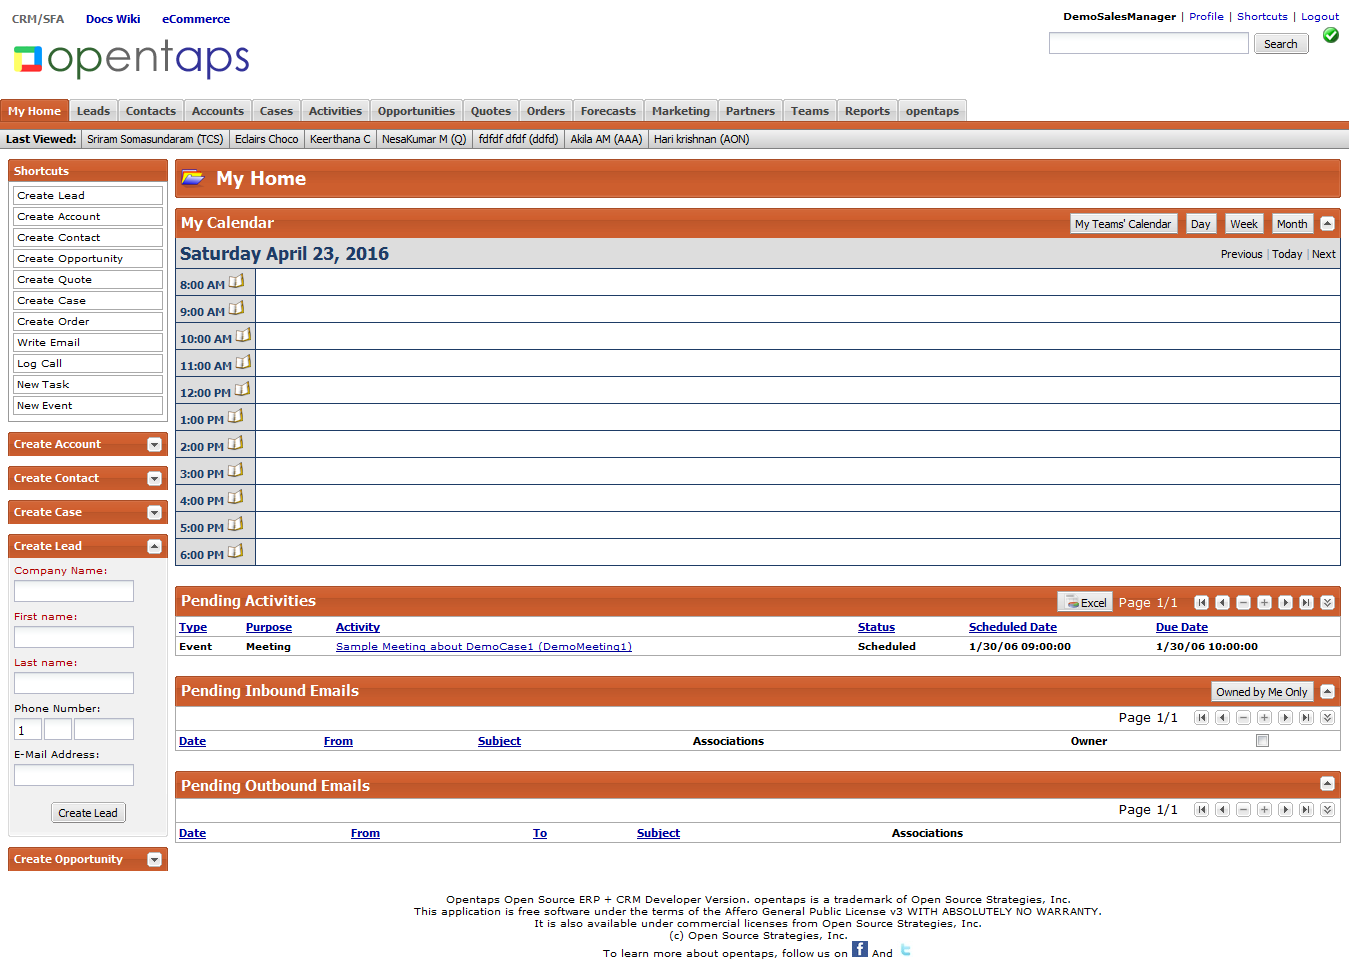 CRM/SFA Docs Wiki eCommerce
DemoSalesManager | Profile | Shortcuts | Logout
opentaps
Search
My Home Leads Contacts Accounts Cases Activities Opportunities Quotes Orders Forecasts Marketing Partners Teams Reports opentaps
Last Viewed: Sriram Somasundaram (TCS) Eclairs Choco Keerthana C NesaKumar M (Q) fdfdf dfdf (ddfd) Akila AM (AAA) Hari krishnan (AON)
Shortcuts
Create Lead
Create Account
Create Contact
Create Opportunity
Create Quote
Create Case
Create Order
Write Email
Log Call
New Task
New Event
Create Account
Create Contact
Create Case
Create Lead
Company Name:
First name:
Last name:
Phone Number:
1
E-Mail Address:
Create Lead
Create Opportunity
My Home
My Calendar My Teams' Calendar Day Week Month
Saturday April 23, 2016 Previous | Today | Next
8:00 AM
9:00 AM
10:00 AM
11:00 AM
12:00 PM
1:00 PM
2:00 PM
3:00 PM
4:00 PM
5:00 PM
6:00 PM
Pending Activities Excel Page 1/1
Type Purpose Activity Status Scheduled Date Due Date
Event Meeting Sample Meeting about DemoCase1 (DemoMeeting1) Scheduled 1/30/06 09:00:00 1/30/06 10:00:00
Pending Inbound Emails Owned by Me Only
Page 1/1
Date From Subject Associations Owner
Pending Outbound Emails
Page 1/1
Date From To Subject Associations
Opentaps Open Source ERP + CRM Developer Version. opentaps is a trademark of Open Source Strategies, Inc.
This application is free software under the terms of the Affero General Public License v3 WITH ABSOLUTELY NO WARRANTY.
It is also available under commercial licenses from Open Source Strategies, Inc.
(c) Open Source Strategies, Inc.
To learn more about opentaps, follow us on f And t